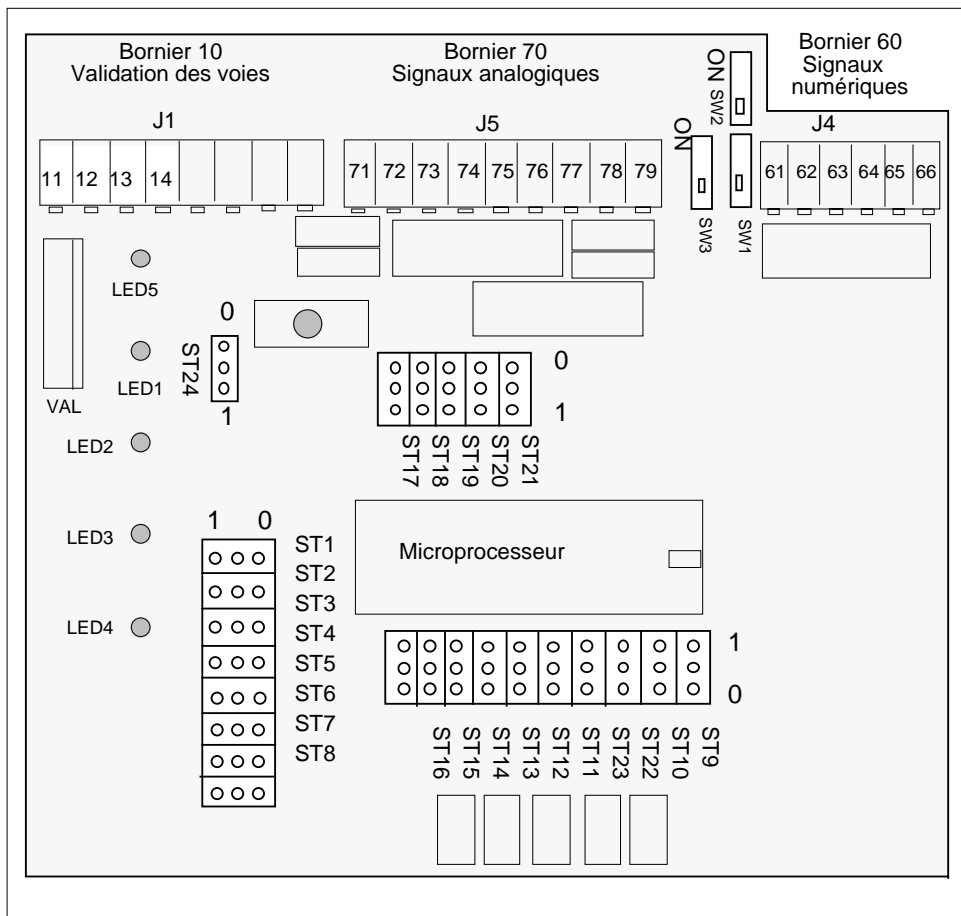 Bornier 10
Validation des voies
Bornier 70
Signaux analogiques
Bornier 60
Signaux
numériques
ON
SW2
J1
J5
ON
J4
11 12 13 14
71 72 73 74 75 76 77 78 79
61 62 63 64 65 66
SW3
SW1
LED5
0
ST24
1
LED1
VAL
0
1
LED2
ST17
ST18
ST19
ST20
ST21
1 0
LED3
ST1
ST2
ST3
ST4
ST5
ST6
ST7
ST8
Microprocesseur
LED4
1
0
ST16
ST15
ST14
ST13
ST12
ST11
ST23
ST22
ST10
ST9